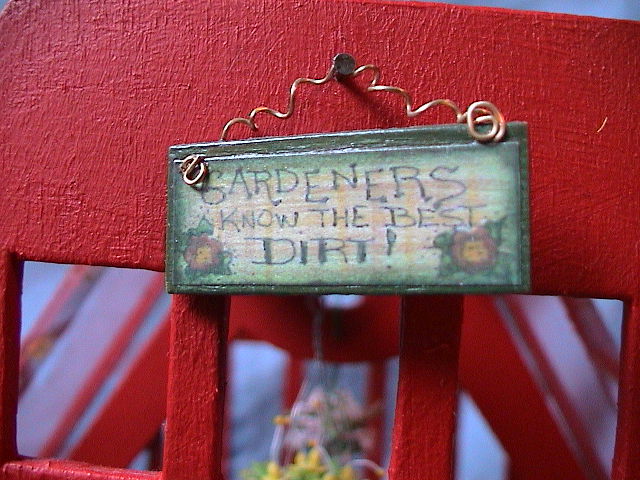 GARDENERS
KNOW THE BEST
DIRT!